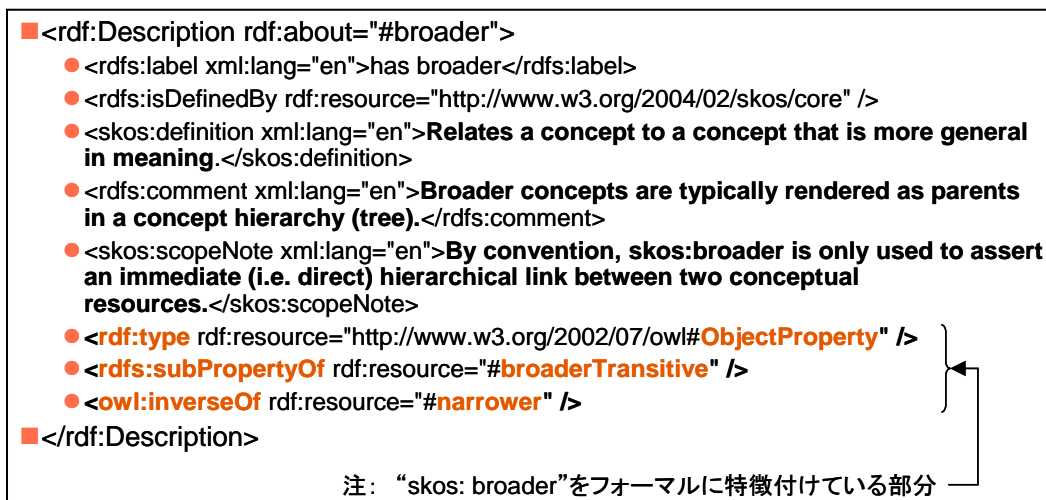 ■<rdf:Description rdf:about="#broader">
●<rdfs:label xml:lang="en">has broader</rdfs:label>
●<rdfs:isDefinedBy rdf:resource="http://www.w3.org/2004/02/skos/core" />
●<skos:definition xml:lang="en">Relates a concept to a concept that is more general
in meaning.</skos:definition>
●<rdfs:comment xml:lang="en">Broader concepts are typically rendered as parents
in a concept hierarchy (tree).</rdfs:comment>
●<skos:scopeNote xml:lang="en">By convention, skos:broader is only used to assert
an immediate (i.e. direct) hierarchical link between two conceptual
resources.</skos:scopeNote>
●<rdf:type rdf:resource="http://www.w3.org/2002/07/owl#ObjectProperty" />
●<rdfs:subPropertyOf rdf:resource="#broaderTransitive" />
●<owl:inverseOf rdf:resource="#narrower" />
■</rdf:Description>
注： “skos: broader”をフォーマルに特徴付けている部分